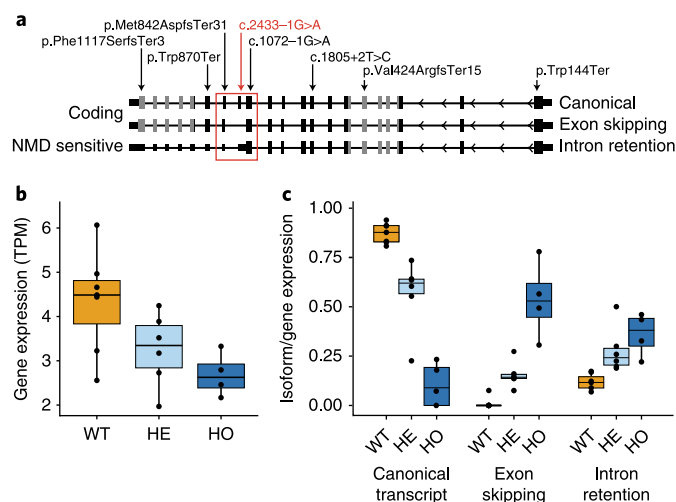 a
p.Met842AspfsTer31
c.2433–1G>A
p.Phe1117SerfsTer3
c.1072–1G>A
p.Trp870Ter
c.1805+2T>C
p.Val424ArgfsTer15
p.Trp144Ter
Coding
Canonical
Exon skipping
NMD sensitive
Intron retention
b
Gene expression (TPM)
6
5
4
3
2
WT
HE
HO
c
Isoform/gene expression
1.00
0.75
0.50
0.25
0.00
WT
HE
HO
WT
HE
HO
WT
HE
HO
Canonical
transcript
Exon
skipping
Intron
retention